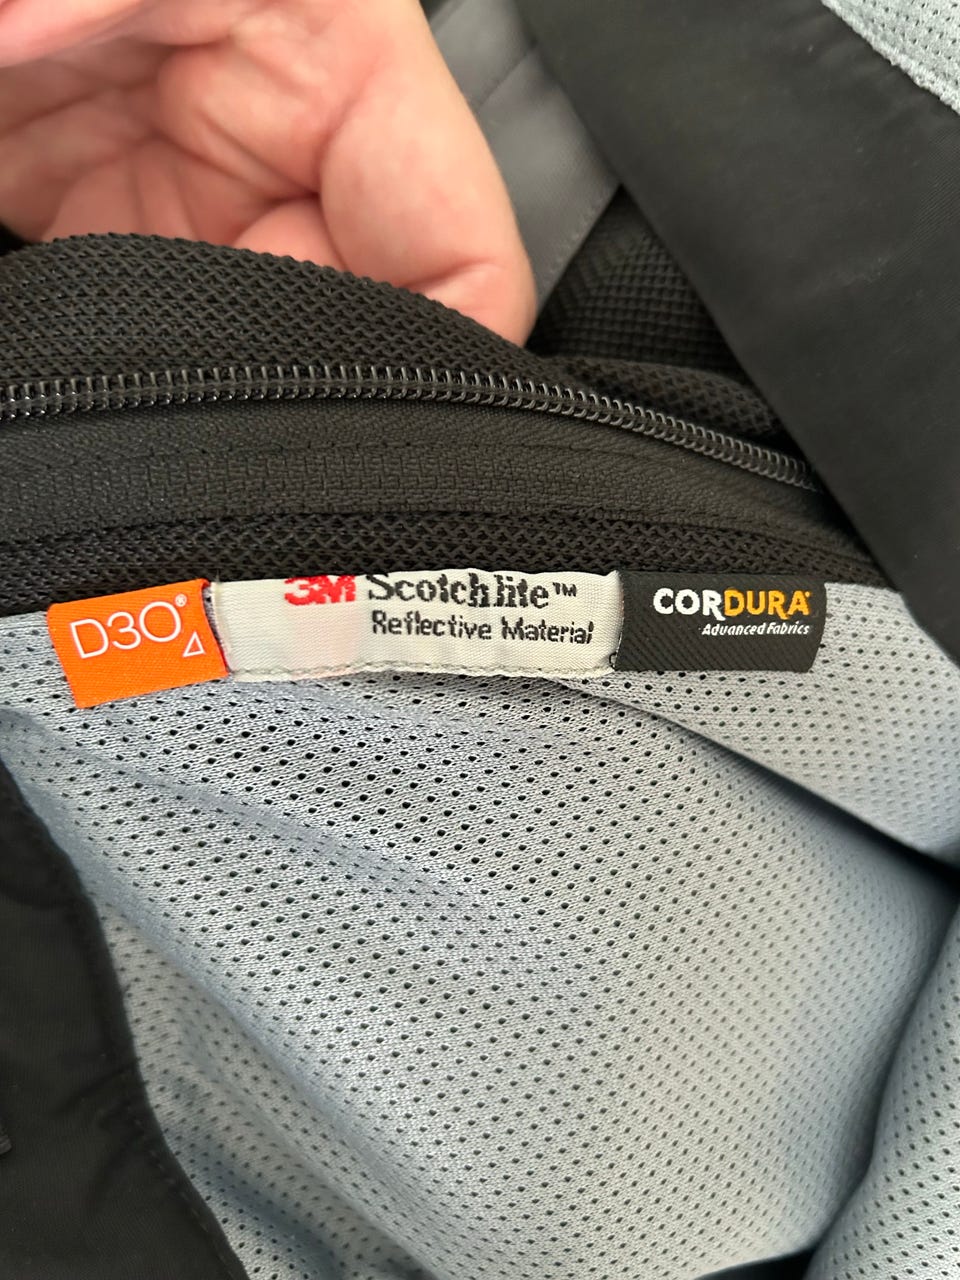 D3O®
3M Scotchlite™
Reflective Material
CORDURA®
Advanced Fabrics